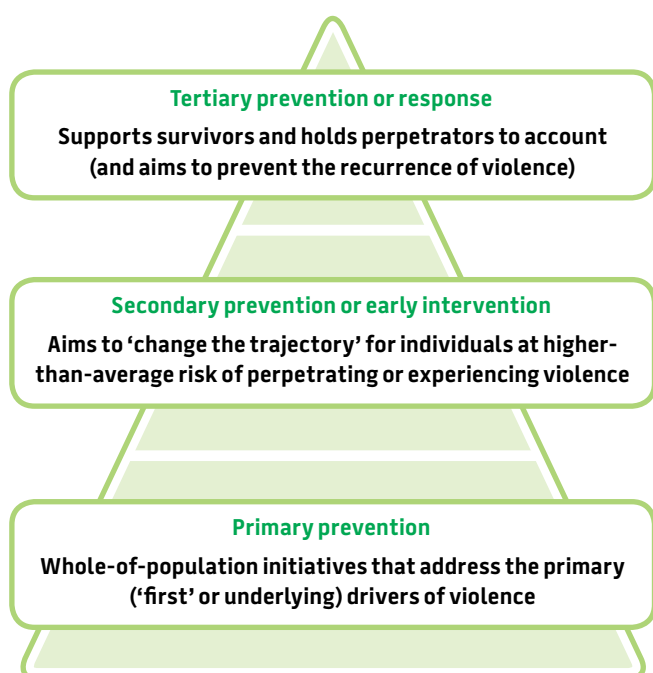 Tertiary prevention or response
Supports survivors and holds perpetrators to account
(and aims to prevent the recurrence of violence)
Secondary prevention or early intervention
Aims to ‘change the trajectory’ for individuals at higher-
than-average risk of perpetrating or experiencing violence
Primary prevention
Whole-of-population initiatives that address the primary
(‘first’ or underlying) drivers of violence